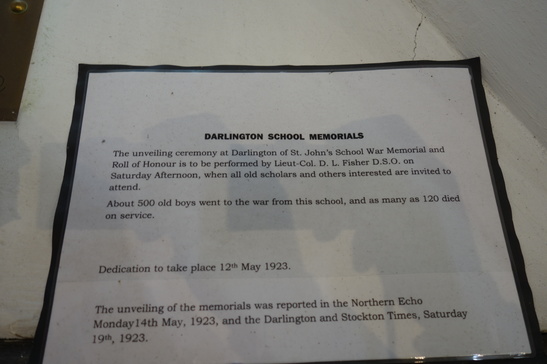 DARLINGTON SCHOOL MEMORIALS
The unveiling ceremony at Darlington of St. John's School War Memorial and
Roll of Honour is to be performed by Lieut-Col. D. L. Fisher D.S.O. on
Saturday Afternoon, when all old scholars and others interested are invited to
attend.
About 500 old boys went to the war from this school, and as many as 120 died
on service.
Dedication to take place 12th May 1923.
The unveiling of the memorials was reported in the Northern Echo
Monday14th May, 1923, and the Darlington and Stockton Times, Saturday
19th, 1923.